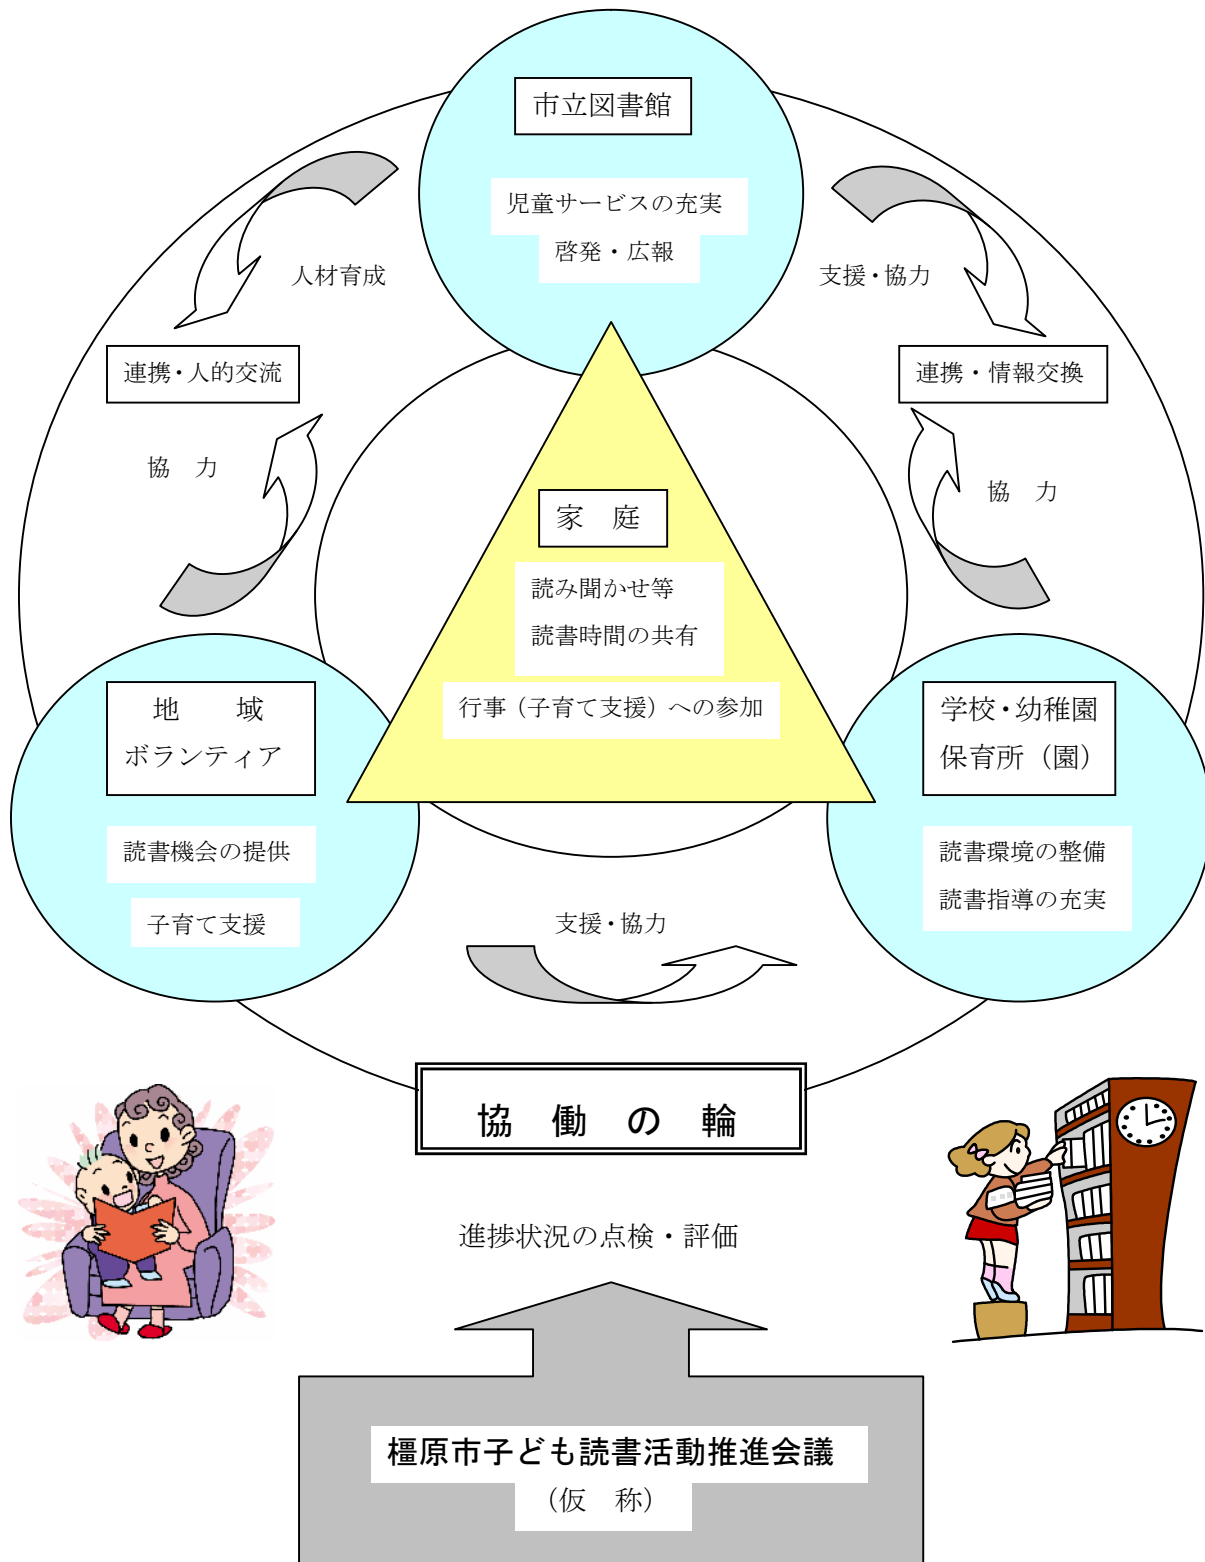 市立図書館
児童サービスの充実
啓発・広報
人材育成
支援・協力
連携・人的交流
連携・情報交換
協　力
協　力
家　庭
読み聞かせ等
読書時間の共有
行事（子育て支援）への参加
地　　域
ボランティア
読書機会の提供
子育て支援
学校・幼稚園
保育所（園）
読書環境の整備
読書指導の充実
支援・協力
協　働　の　輪
進捗状況の点検・評価
橿原市子ども読書活動推進会議
（仮　称）